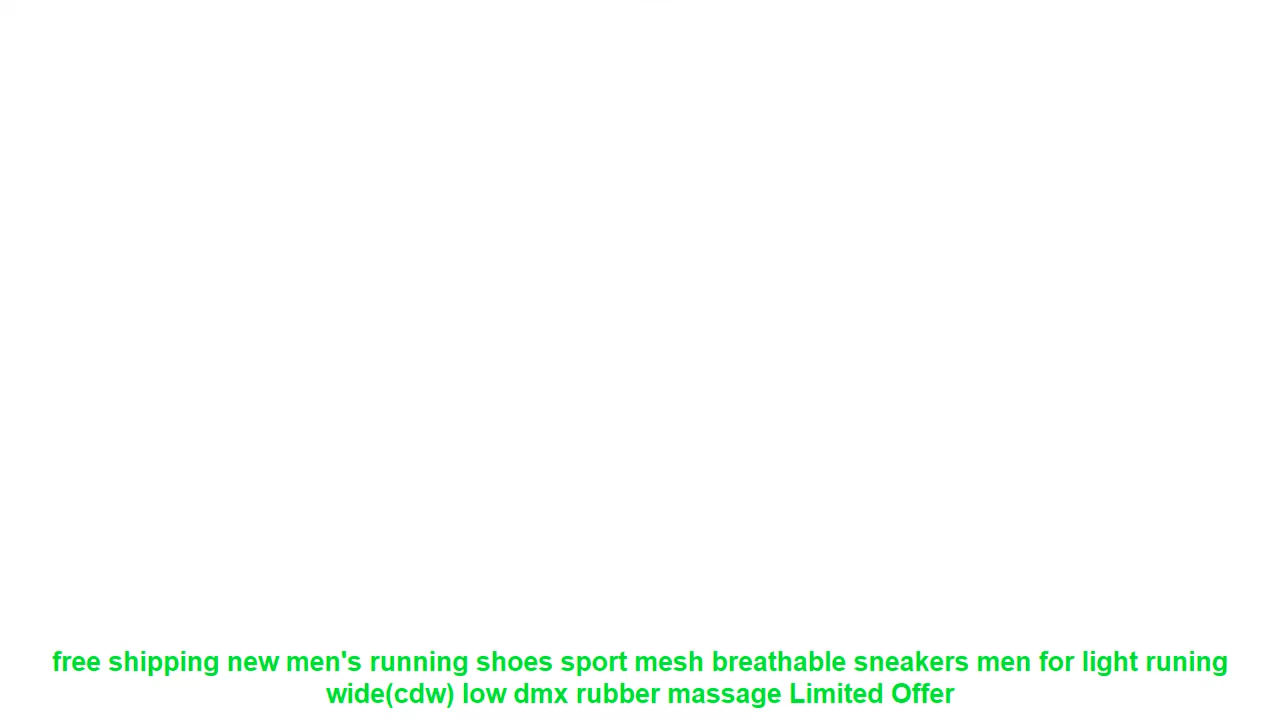 free shipping new men's running shoes sport mesh breathable sneakers men for light runing
wide(cdw) low dmx rubber massage Limited Offer